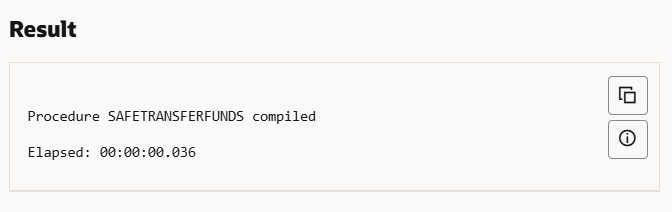 Result
Procedure SAFETRANSFERFUNDS compiled
Elapsed: 00:00:00.036